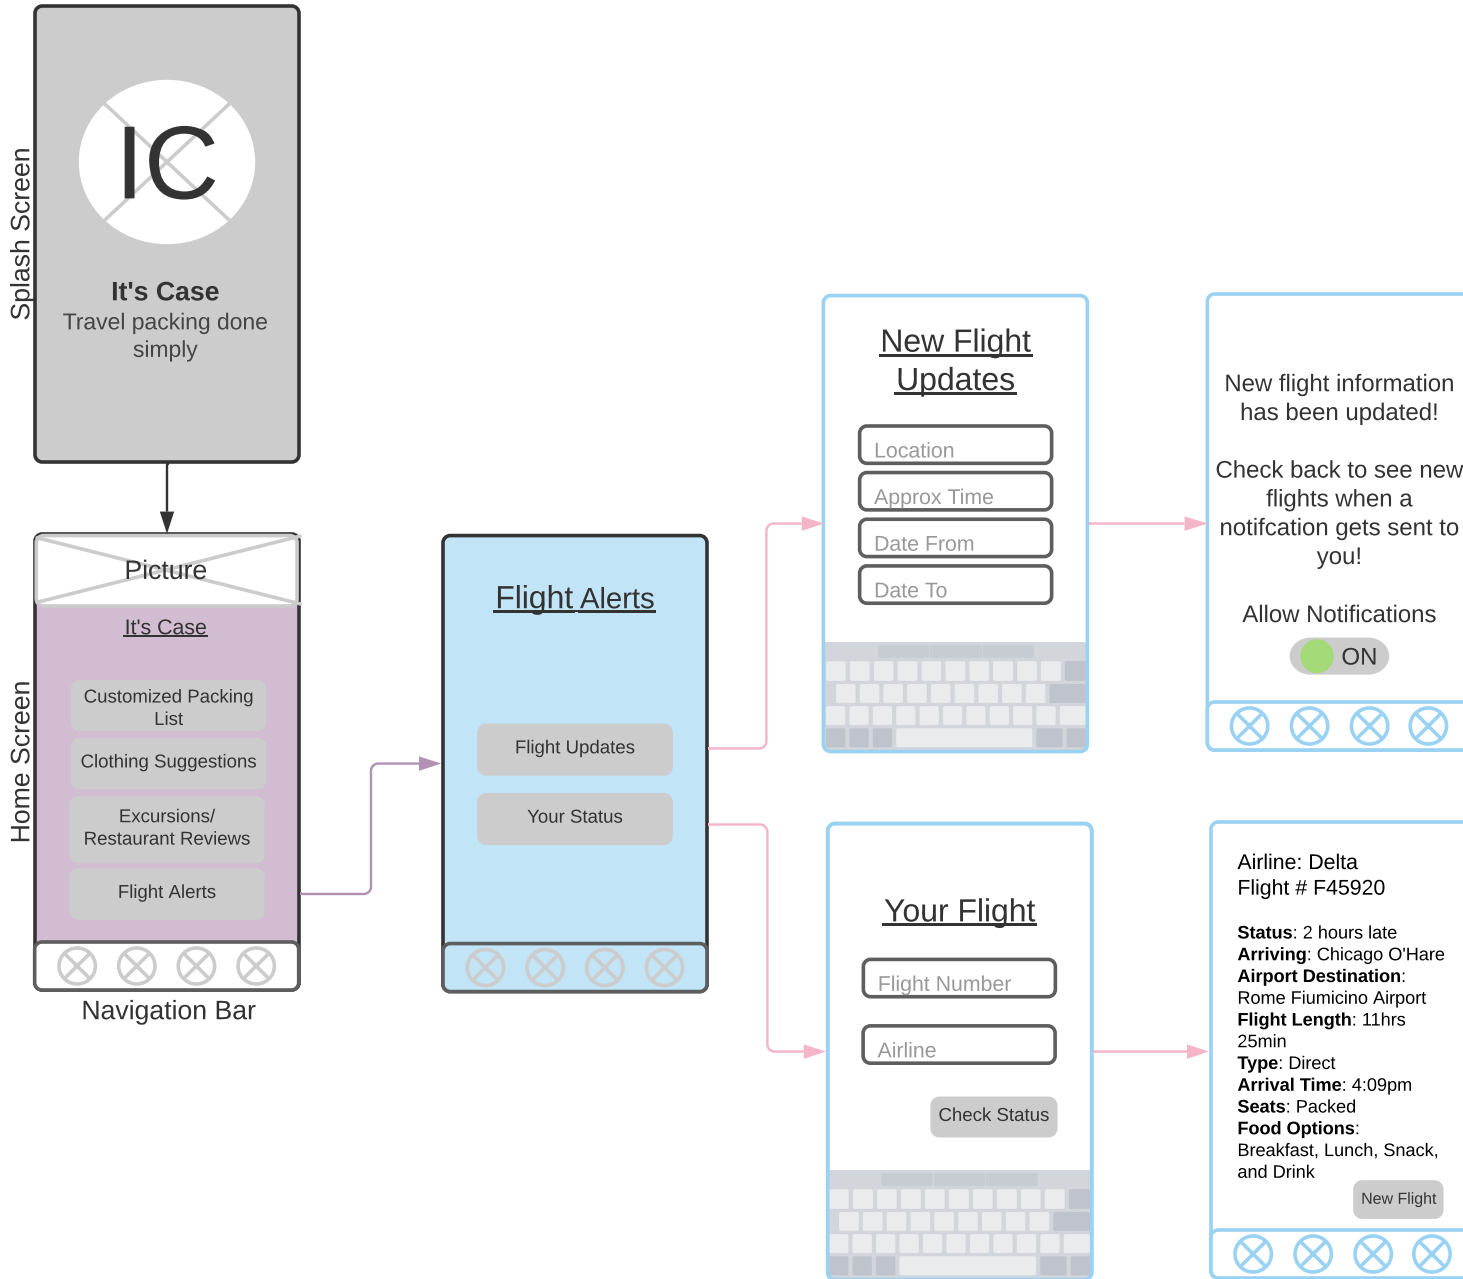 Splash Screen
IC
It's Case
Travel packing done
simply
Home Screen
Picture
It's Case
Customized Packing
List
Clothing Suggestions
Excursions/
Restaurant Reviews
Flight Alerts
Navigation Bar
Flight Alerts
Flight Updates
Your Status
New Flight
Updates
Location
Approx Time
Date From
Date To
New flight information
has been updated!
Check back to see new
flights when a
notifcation gets sent to
you!
Allow Notifications
ON
Your Flight
Flight Number
Airline
Check Status
Airline: Delta
Flight # F45920
Status: 2 hours late
Arriving: Chicago O'Hare
Airport Destination:
Rome Fiumicino Airport
Flight Length: 11hrs
25min
Type: Direct
Arrival Time: 4:09pm
Seats: Packed
Food Options:
Breakfast, Lunch, Snack,
and Drink
New Flight